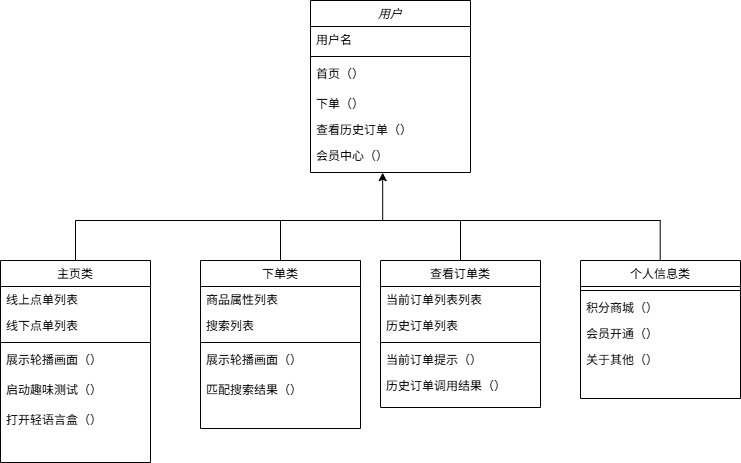 用户
用户名
首页（）
下单（）
查看历史订单（）
会员中心（）
主页类
线上点单列表
线下点单列表
展示轮播画面（）
启动趣味测试（）
打开轻语言盒（）
下单类
商品属性列表
搜索列表
展示轮播画面（）
匹配搜索结果（）
查看订单类
当前订单列表列表
历史订单列表
当前订单提示（）
历史订单调用结果（）
个人信息类
积分商城（）
会员开通（）
关于其他（）